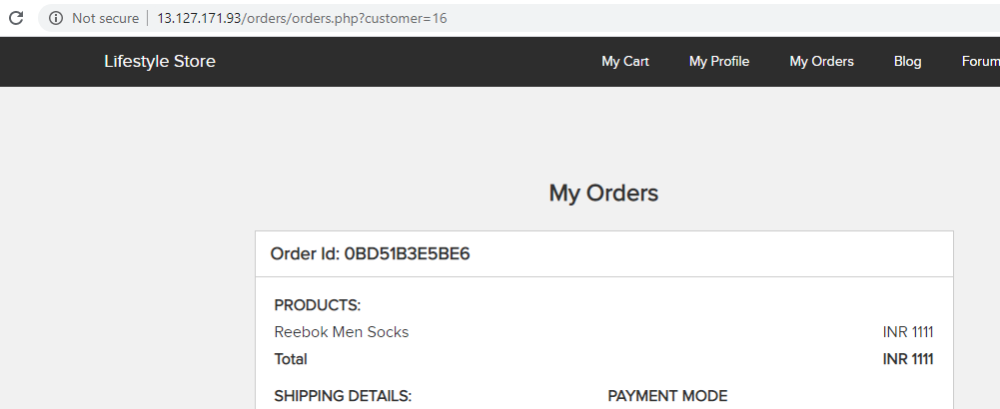 Not secure 13.127.171.93/orders/orders.php?customer=16
Lifestyle Store My Cart My Profile My Orders Blog Forum
My Orders
Order Id: 0BD51B3E5BE6
PRODUCTS:
Reebok Men Socks INR 1111
Total INR 1111
SHIPPING DETAILS: PAYMENT MODE